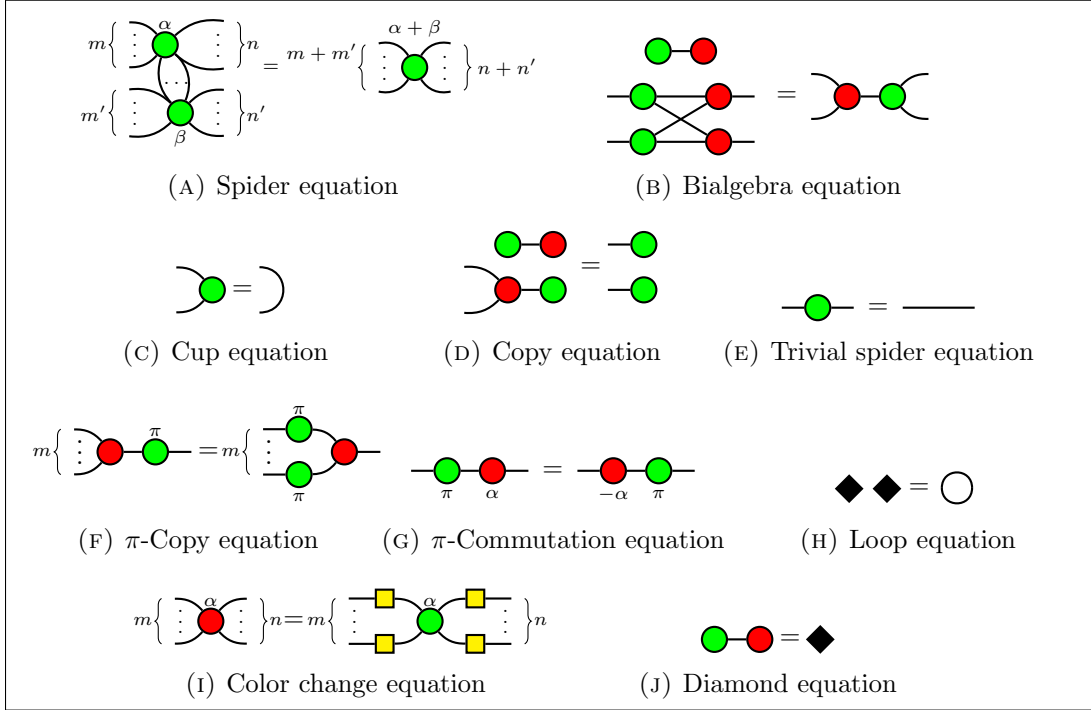 α
m { ⋮ ⋮ } n
...
m′ { ⋮ ⋮ } n′
β
=
α + β
m + m′ { ⋮ ⋮ } n + n′
=
(A) Spider equation
(B) Bialgebra equation
=
=
=
(C) Cup equation
(D) Copy equation
(E) Trivial spider equation
m { ⋮ π = m { ⋮ π π
π α = −α π
=
(F) π-Copy equation
(G) π-Commutation equation
(H) Loop equation
m { ⋮ α ⋮ } n = m { ⋮ α ⋮ } n
=
(I) Color change equation
(J) Diamond equation